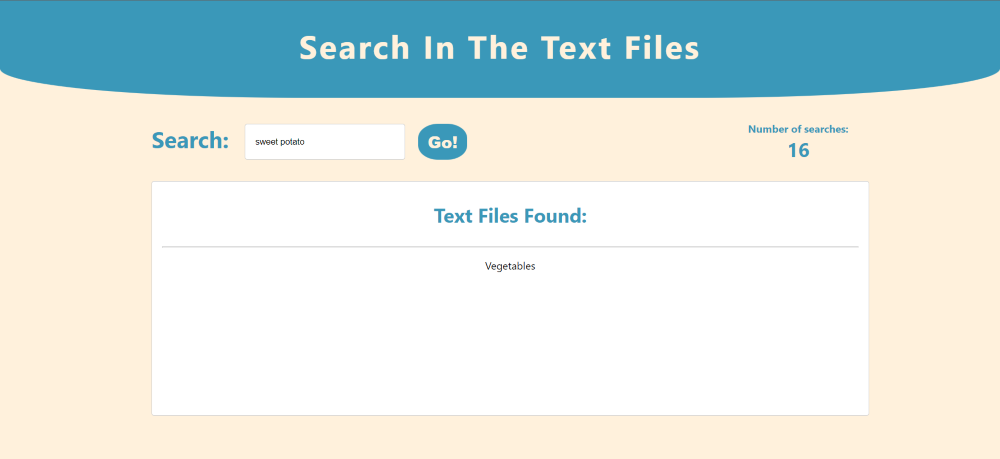 Search In The Text Files
Search:
sweet potato
Go!
Number of searches:
16
Text Files Found:
Vegetables